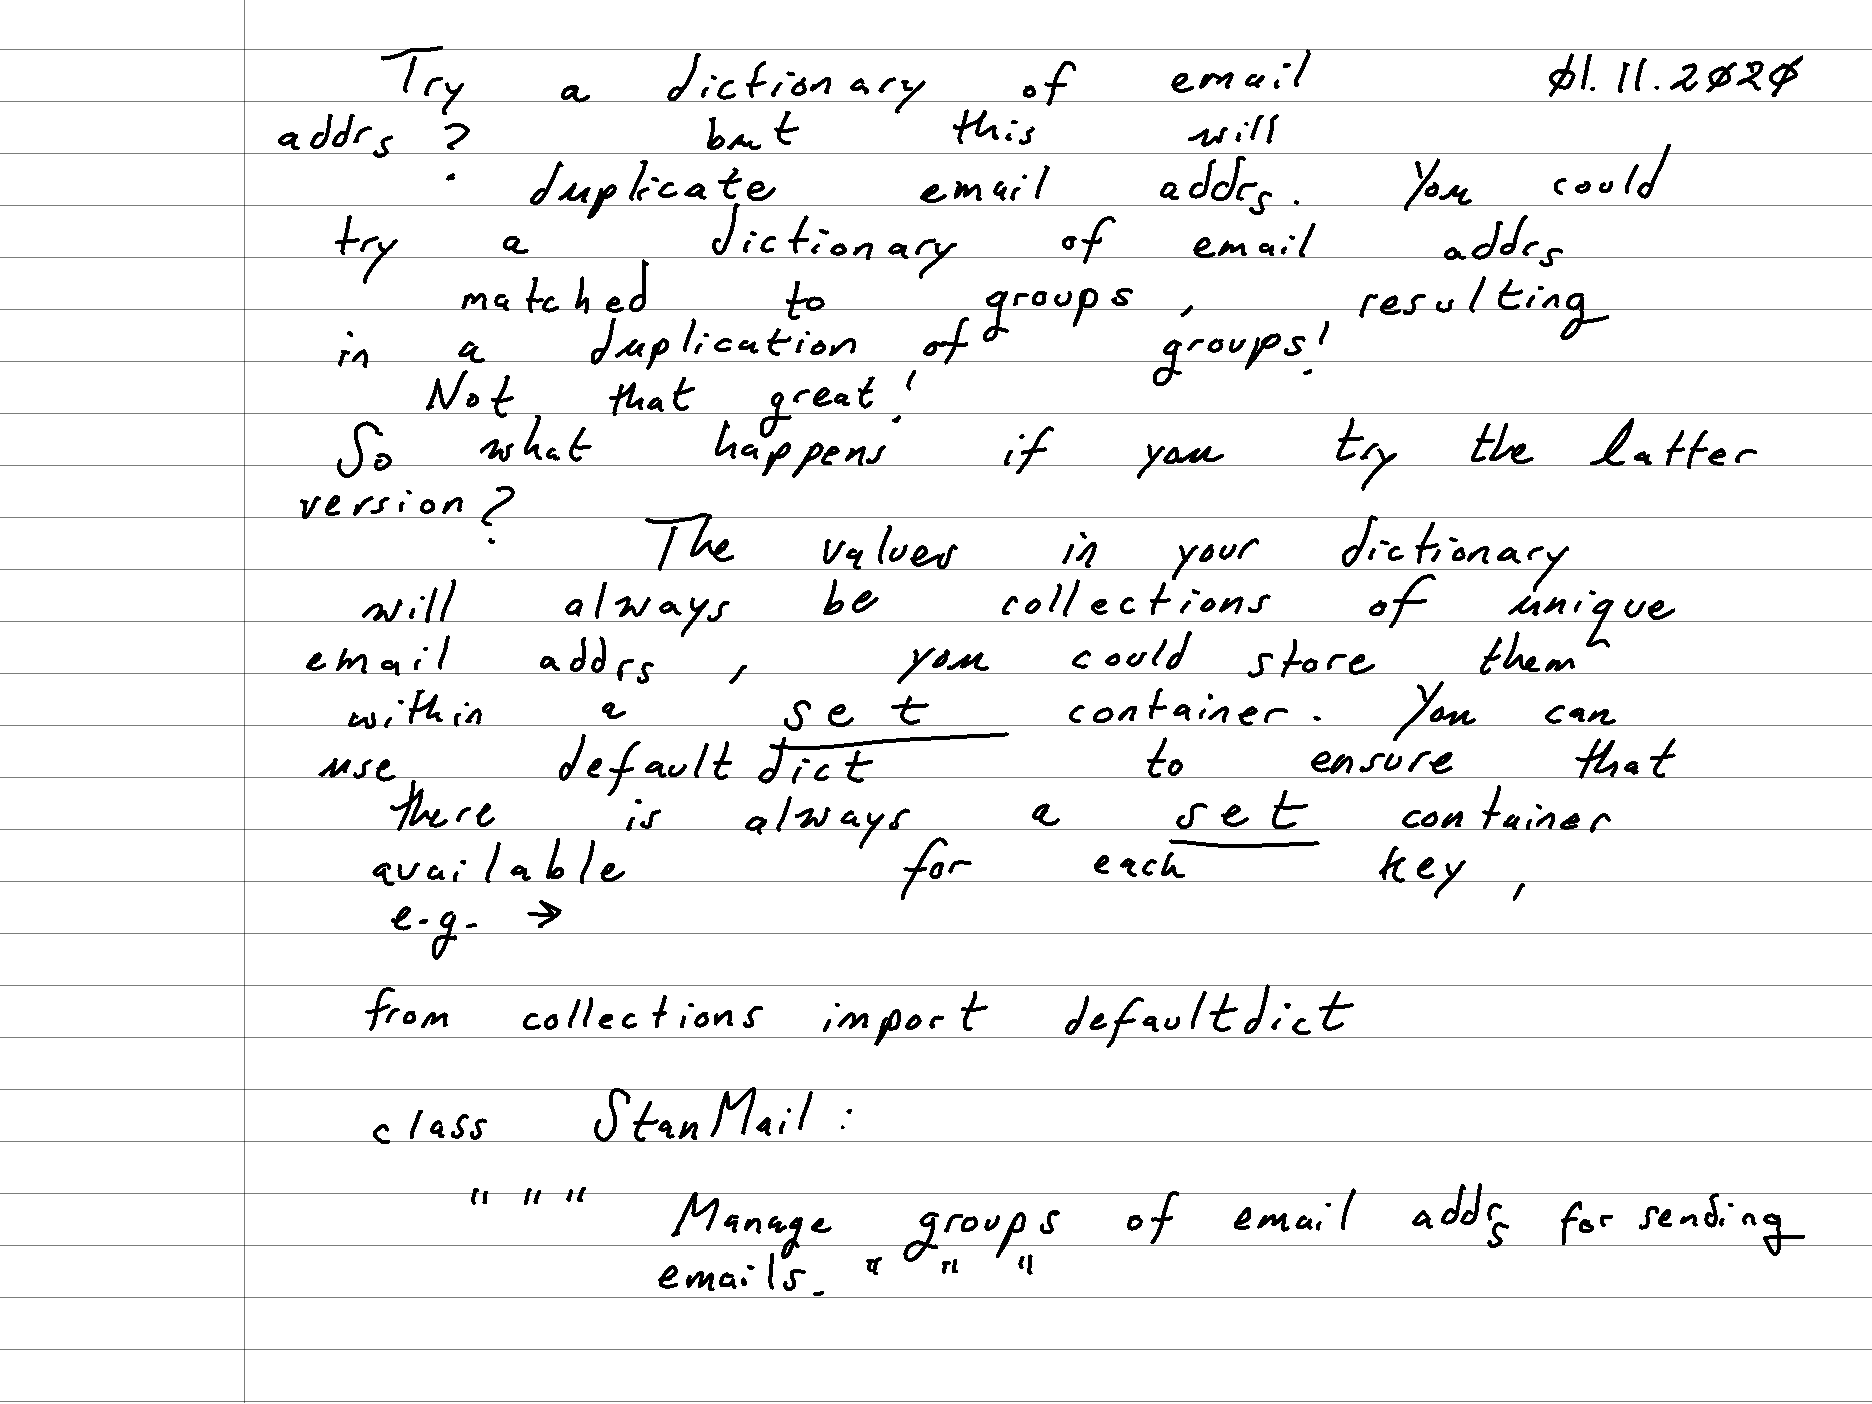 Try a dictionary of email 01.11.2020
addrs? but this will
duplicate email addrs. You could
try a dictionary of email addrs
matched to groups, resulting
in a duplication of groups!
Not that great!
So what happens if you try the latter
version?
The values in your dictionary
will always be collections of unique
email addrs, you could store them
within a set container. You can
use defaultdict to ensure that
there is always a set container
available for each key,
e.g. →
from collections import defaultdict
class StanMail:
""" Manage groups of email addrs for sending
emails. """